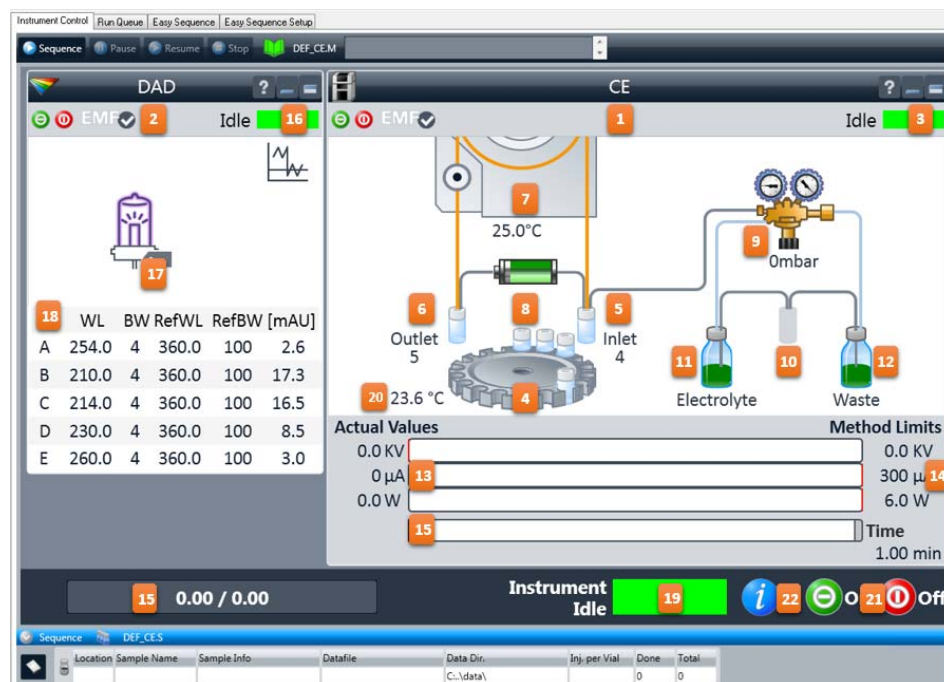 Instrument Control Run Queue Easy Sequence Easy Sequence Setup
Sequence Pause Resume Stop DEF_CE.M
DAD ?
EMF 2 Idle 16
17
18 WL BW RefWL RefBW [mAU]
A 254.0 4 360.0 100 2.6
B 210.0 4 360.0 100 17.3
C 214.0 4 360.0 100 16.5
D 230.0 4 360.0 100 8.5
E 260.0 4 360.0 100 3.0
CE ?
EMF 1 Idle 3
7
25.0°C
9
0mbar
6 8 5
Outlet
5
Inlet
4
11 10 12
20 23.6 °C 4
Electrolyte Waste
Actual Values Method Limits
0.0 KV 0.0 KV
0 µA 13 300 µA 14
0.0 W 6.0 W
15 Time
1.00 min
15 0.00 / 0.00
Instrument
Idle
19 i 22 O 21 Off
Sequence DEF_CE.S
Location Sample Name Sample Info Datafile Data Dir. Inj. per Vial Done Total
C:..\data\ 0 0